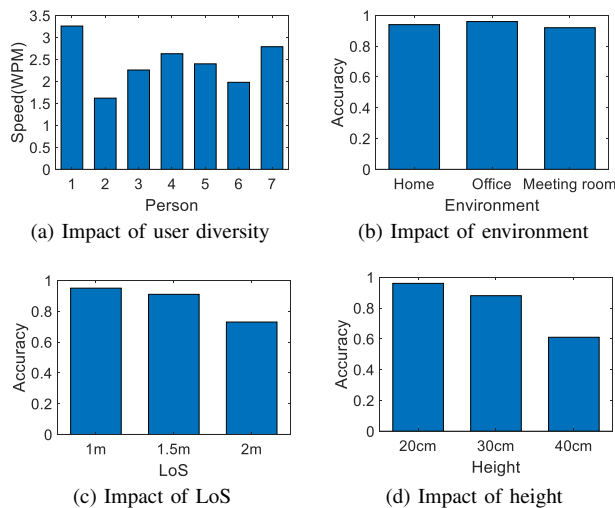 3.5
3
2.5
2
1.5
1
0.5
0
Speed(WPM)
1 2 3 4 5 6 7
Person
(a) Impact of user diversity
1
0.8
0.6
0.4
0.2
0
Accuracy
Home Office Meeting room
Environment
(b) Impact of environment
1
0.8
0.6
0.4
0.2
0
Accuracy
1m 1.5m 2m
LoS
(c) Impact of LoS
1
0.8
0.6
0.4
0.2
0
Accuracy
20cm 30cm 40cm
Height
(d) Impact of height